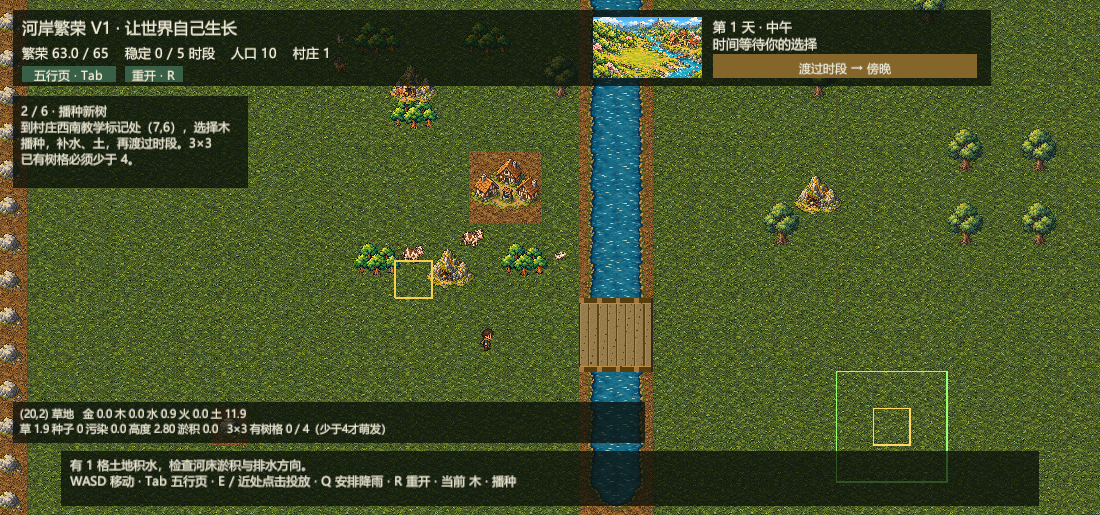 河岸繁荣 V1 · 让世界自己生长
繁荣 63.0 / 65 稳定 0 / 5 时段 人口 10 村庄 1
五行页 · Tab 重开 · R
第 1 天 · 中午
时间等待你的选择
渡过时段 → 傍晚
2 / 6 · 播种新树
到村庄西南教学标记处（7,6），选择木
播种，补水、土，再渡过时段。3×3
已有树格必须少于 4。
(20,2) 草地 金 0.0 木 0.0 水 0.9 火 0.0 土 11.9
草 1.9 种子 0 污染 0.0 高度 2.80 淤积 0.0 3×3 有树格 0 / 4（少于4才萌发）
有 1 格土地积水，检查河床淤积与排水方向。
WASD 移动 · Tab 五行页 · E / 近处点击投放 · Q 安排降雨 · R 重开 · 当前 木 · 播种